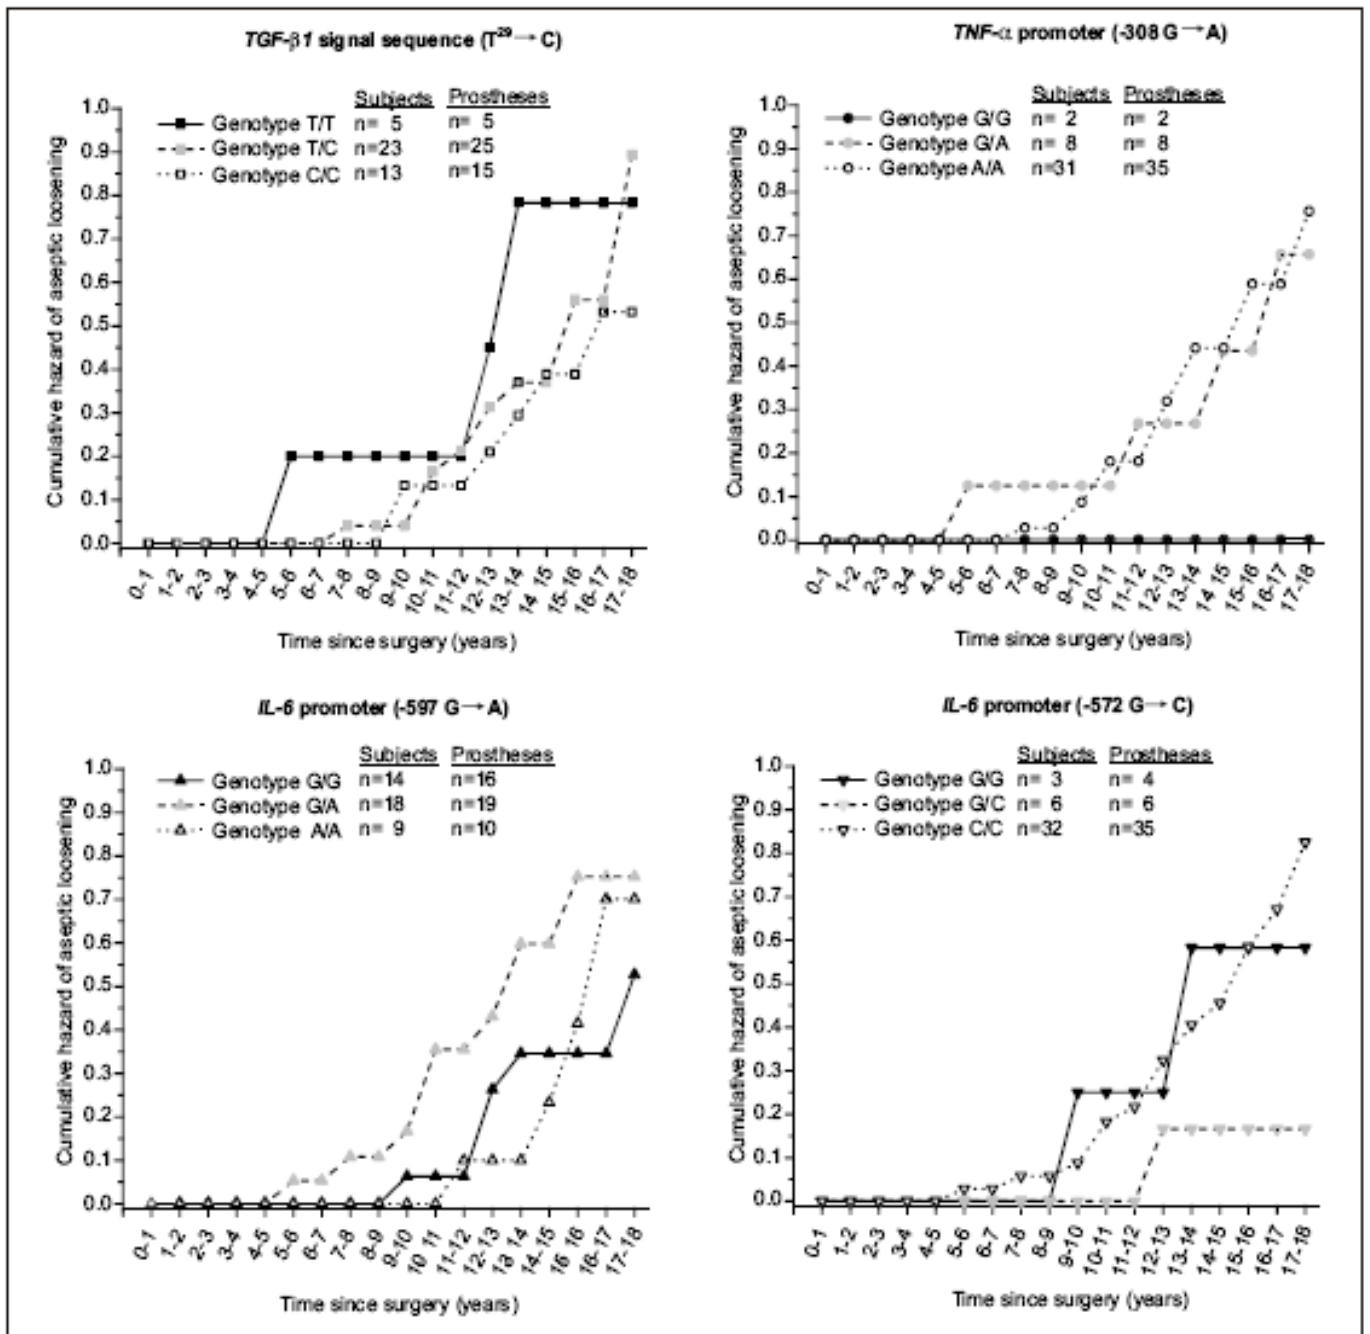 TGF-β1 signal sequence (T²⁹→C)
Subjects Prostheses
Genotype T/T n= 5 n= 5
Genotype T/C n=23 n=25
Genotype C/C n=13 n=15
Cumulative hazard of aseptic loosening
1.0
0.9
0.8
0.7
0.6
0.5
0.4
0.3
0.2
0.1
0.0
0-1 1-2 2-3 3-4 4-5 5-6 6-7 7-8 8-9 9-10 10-11 11-12 12-13 13-14 14-15 15-16 16-17 17-18
Time since surgery (years)
TNF-α promoter (-308 G→A)
Subjects Prostheses
Genotype G/G n= 2 n= 2
Genotype G/A n= 8 n= 8
Genotype A/A n=31 n=35
Cumulative hazard of aseptic loosening
1.0
0.9
0.8
0.7
0.6
0.5
0.4
0.3
0.2
0.1
0.0
0-1 1-2 2-3 3-4 4-5 5-6 6-7 7-8 8-9 9-10 10-11 11-12 12-13 13-14 14-15 15-16 16-17 17-18
Time since surgery (years)
IL-6 promoter (-597 G→A)
Subjects Prostheses
Genotype G/G n=14 n=16
Genotype G/A n=18 n=19
Genotype A/A n= 9 n=10
Cumulative hazard of aseptic loosening
1.0
0.9
0.8
0.7
0.6
0.5
0.4
0.3
0.2
0.1
0.0
0-1 1-2 2-3 3-4 4-5 5-6 6-7 7-8 8-9 9-10 10 11 11-12 12-13 13 14 14-15 15 16 16-17 17-18
Time since surgery (years)
IL-6 promoter (-572 G→C)
Subjects Prostheses
Genotype G/G n= 3 n= 4
Genotype G/C n= 6 n= 6
Genotype C/C n=32 n=35
Cumulative hazard of aseptic loosening
1.0
0.9
0.8
0.7
0.6
0.5
0.4
0.3
0.2
0.1
0.0
0-1 1-2 2-3 3-4 4-5 5-6 6-7 7-8 8-9 9-10 10-11 11-12 12-13 13-14 14-15 15-16 16-17 17-18
Time since surgery (years)